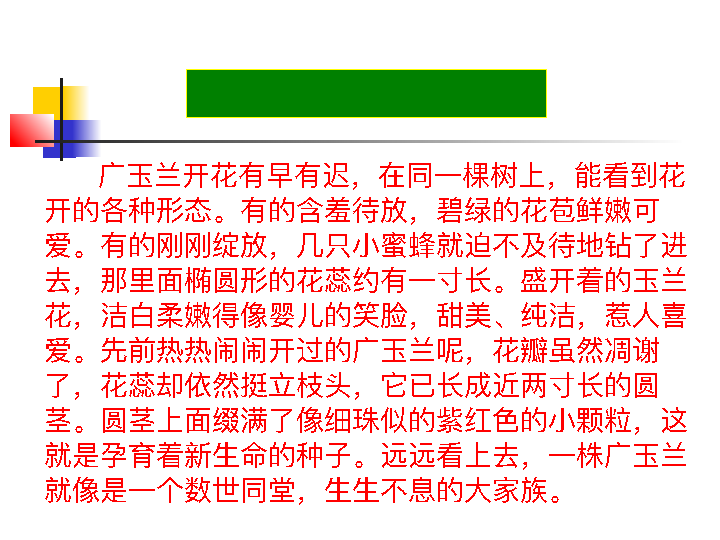 广玉兰开花有早有迟，在同一棵树上，能看到花
开的各种形态。有的含羞待放，碧绿的花苞鲜嫩可
爱。有的刚刚绽放，几只小蜜蜂就迫不及待地钻了进
去，那里面椭圆形的花蕊约有一寸长。盛开着的玉兰
花，洁白柔嫩得像婴儿的笑脸，甜美、纯洁，惹人喜
爱。先前热热闹闹开过的广玉兰呢，花瓣虽然凋谢
了，花蕊却依然挺立枝头，它已长成近两寸长的圆
茎。圆茎上面缀满了像细珠似的紫红色的小颗粒，这
就是孕育着新生命的种子。远远看上去，一株广玉兰
就像是一个数世同堂，生生不息的大家族。